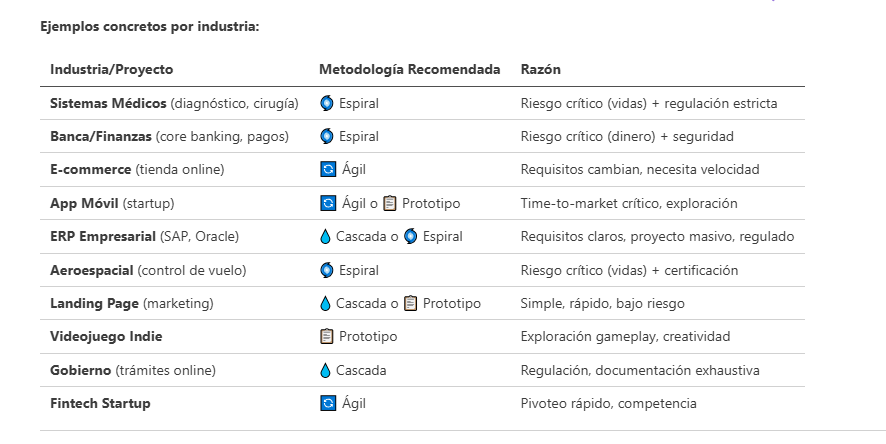 Ejemplos concretos por industria:
Industria/Proyecto Metodología Recomendada Razón
Sistemas Médicos (diagnóstico, cirugía) 🌀 Espiral Riesgo crítico (vidas) + regulación estricta
Banca/Finanzas (core banking, pagos) 🌀 Espiral Riesgo crítico (dinero) + seguridad
E-commerce (tienda online) 🔄 Ágil Requisitos cambian, necesita velocidad
App Móvil (startup) 🔄 Ágil o 📋 Prototipo Time-to-market crítico, exploración
ERP Empresarial (SAP, Oracle) 💧 Cascada o 🌀 Espiral Requisitos claros, proyecto masivo, regulado
Aeroespacial (control de vuelo) 🌀 Espiral Riesgo crítico (vidas) + certificación
Landing Page (marketing) 💧 Cascada o 📋 Prototipo Simple, rápido, bajo riesgo
Videojuego Indie 📋 Prototipo Exploración gameplay, creatividad
Gobierno (trámites online) 💧 Cascada Regulación, documentación exhaustiva
Fintech Startup 🔄 Ágil Pivoteo rápido, competencia